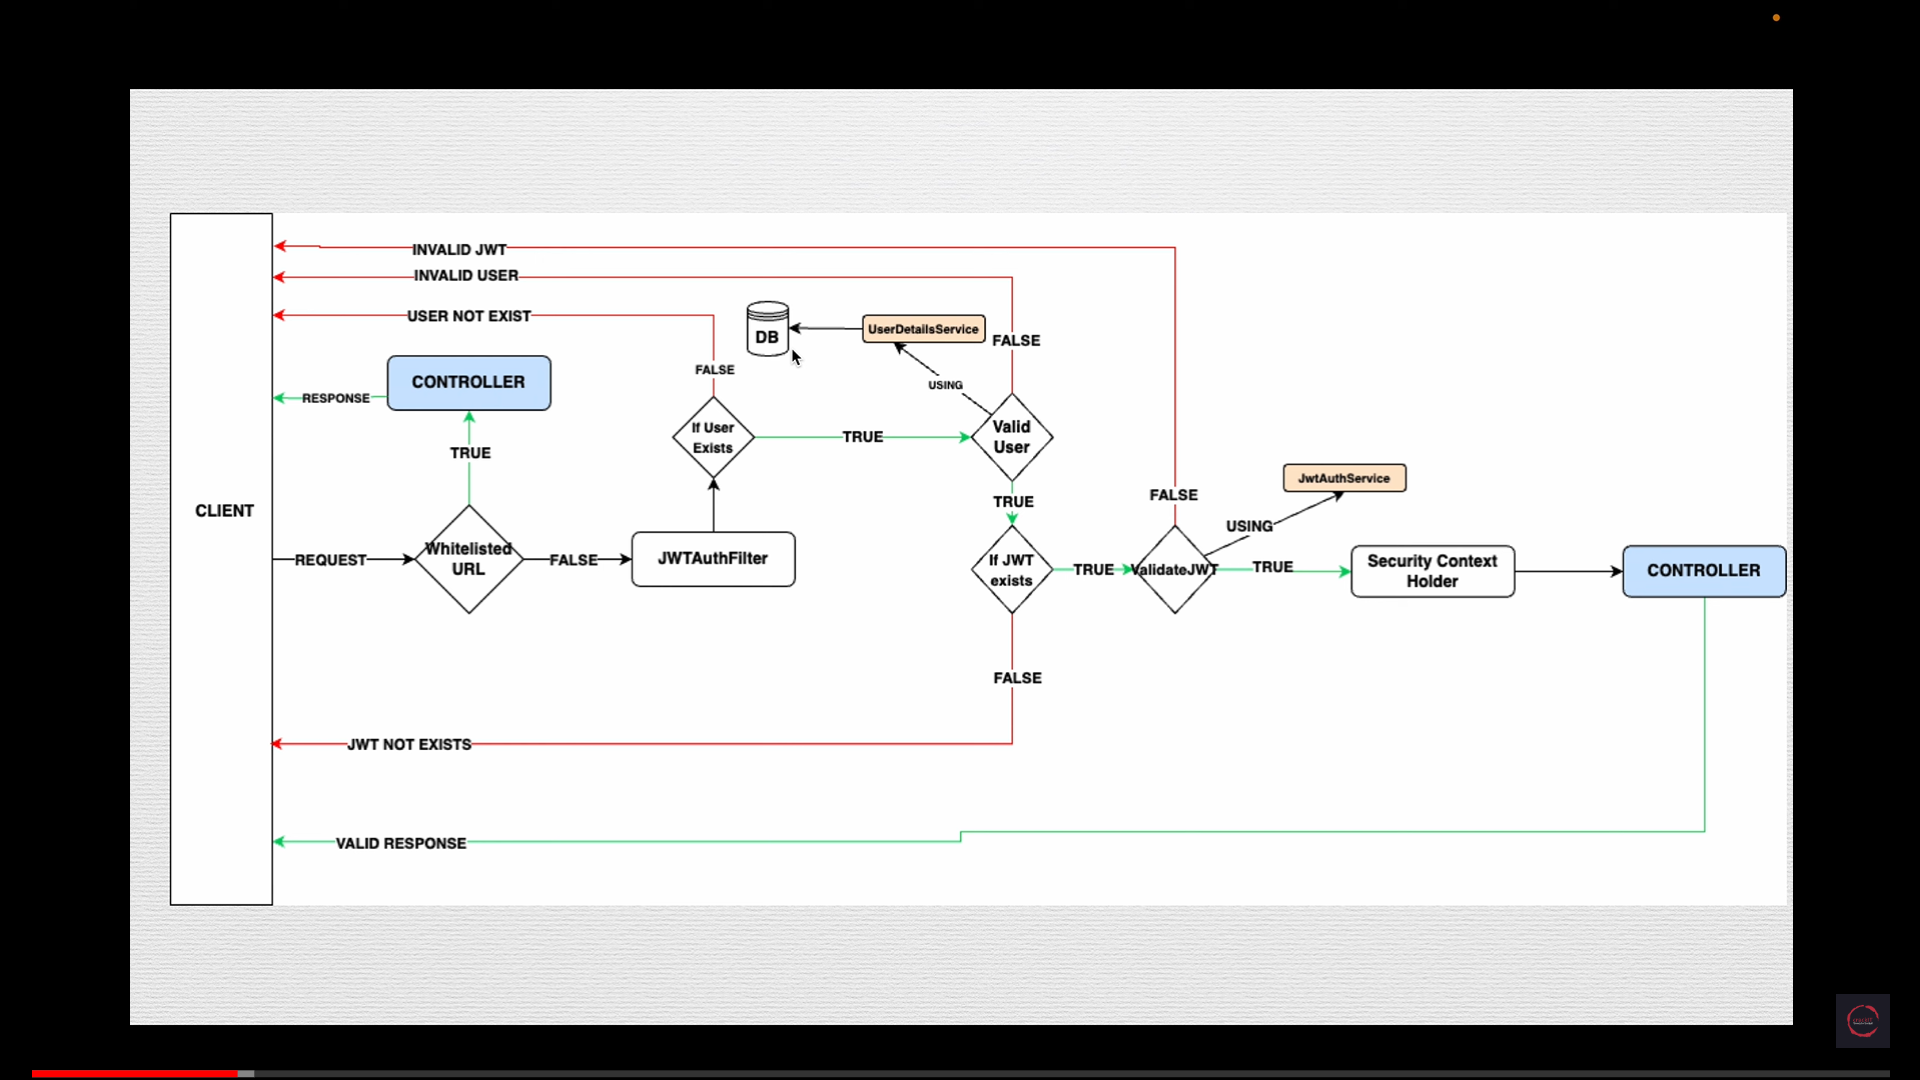 INVALID JWT
INVALID USER
USER NOT EXIST
DB
UserDetailsService
FALSE
FALSE
USING
CONTROLLER
RESPONSE
TRUE
If User
Exists
TRUE
Valid
User
TRUE
FALSE
JwtAuthService
USING
CLIENT
REQUEST
Whitelisted
URL
FALSE
JWTAuthFilter
If JWT
exists
TRUE
ValidateJWT
TRUE
Security Context
Holder
CONTROLLER
FALSE
JWT NOT EXISTS
VALID RESPONSE